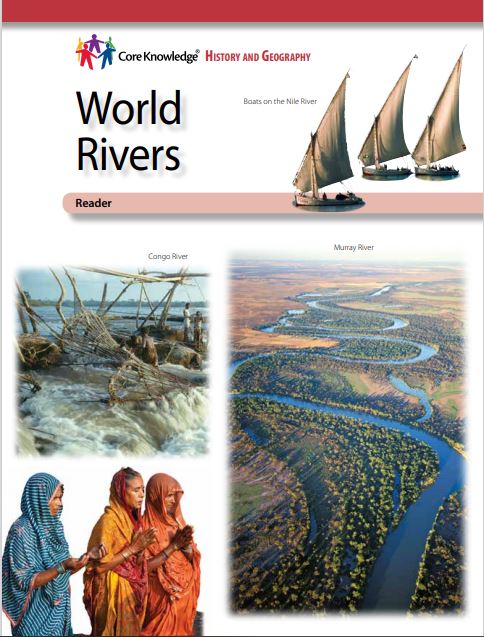 Core Knowledge® HISTORY AND GEOGRAPHY
World
Rivers
Boats on the Nile River
Reader
Congo River
Murray River